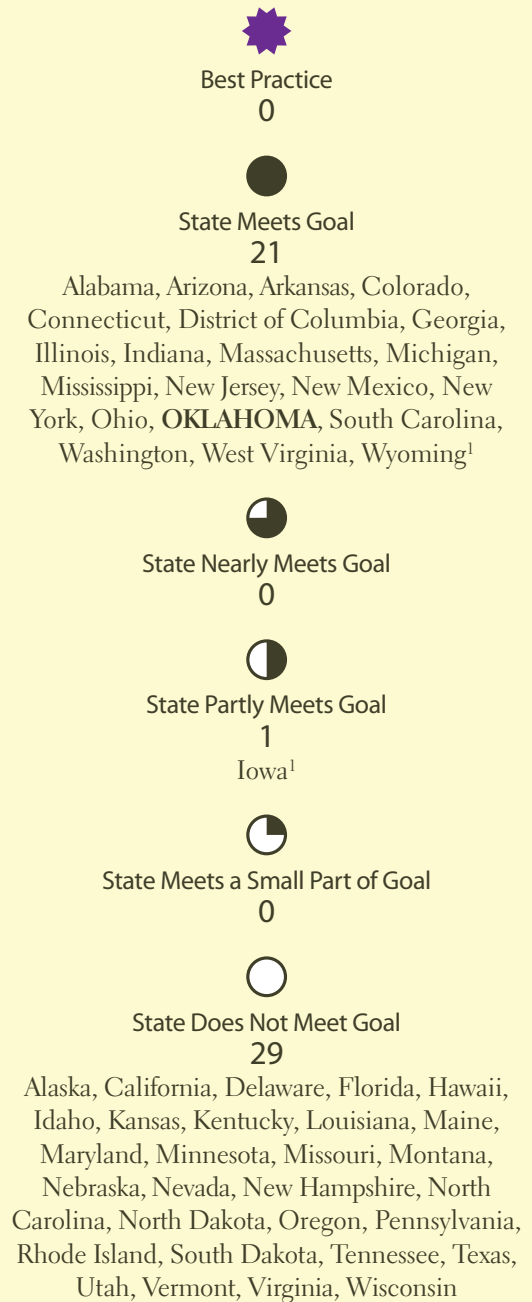 Best Practice
0
State Meets Goal
21
Alabama, Arizona, Arkansas, Colorado,
Connecticut, District of Columbia, Georgia,
Illinois, Indiana, Massachusetts, Michigan,
Mississippi, New Jersey, New Mexico, New
York, Ohio, OKLAHOMA, South Carolina,
Washington, West Virginia, Wyoming¹
State Nearly Meets Goal
0
State Partly Meets Goal
1
Iowa¹
State Meets a Small Part of Goal
0
State Does Not Meet Goal
29
Alaska, California, Delaware, Florida, Hawaii,
Idaho, Kansas, Kentucky, Louisiana, Maine,
Maryland, Minnesota, Missouri, Montana,
Nebraska, Nevada, New Hampshire, North
Carolina, North Dakota, Oregon, Pennsylvania,
Rhode Island, South Dakota, Tennessee, Texas,
Utah, Vermont, Virginia, Wisconsin